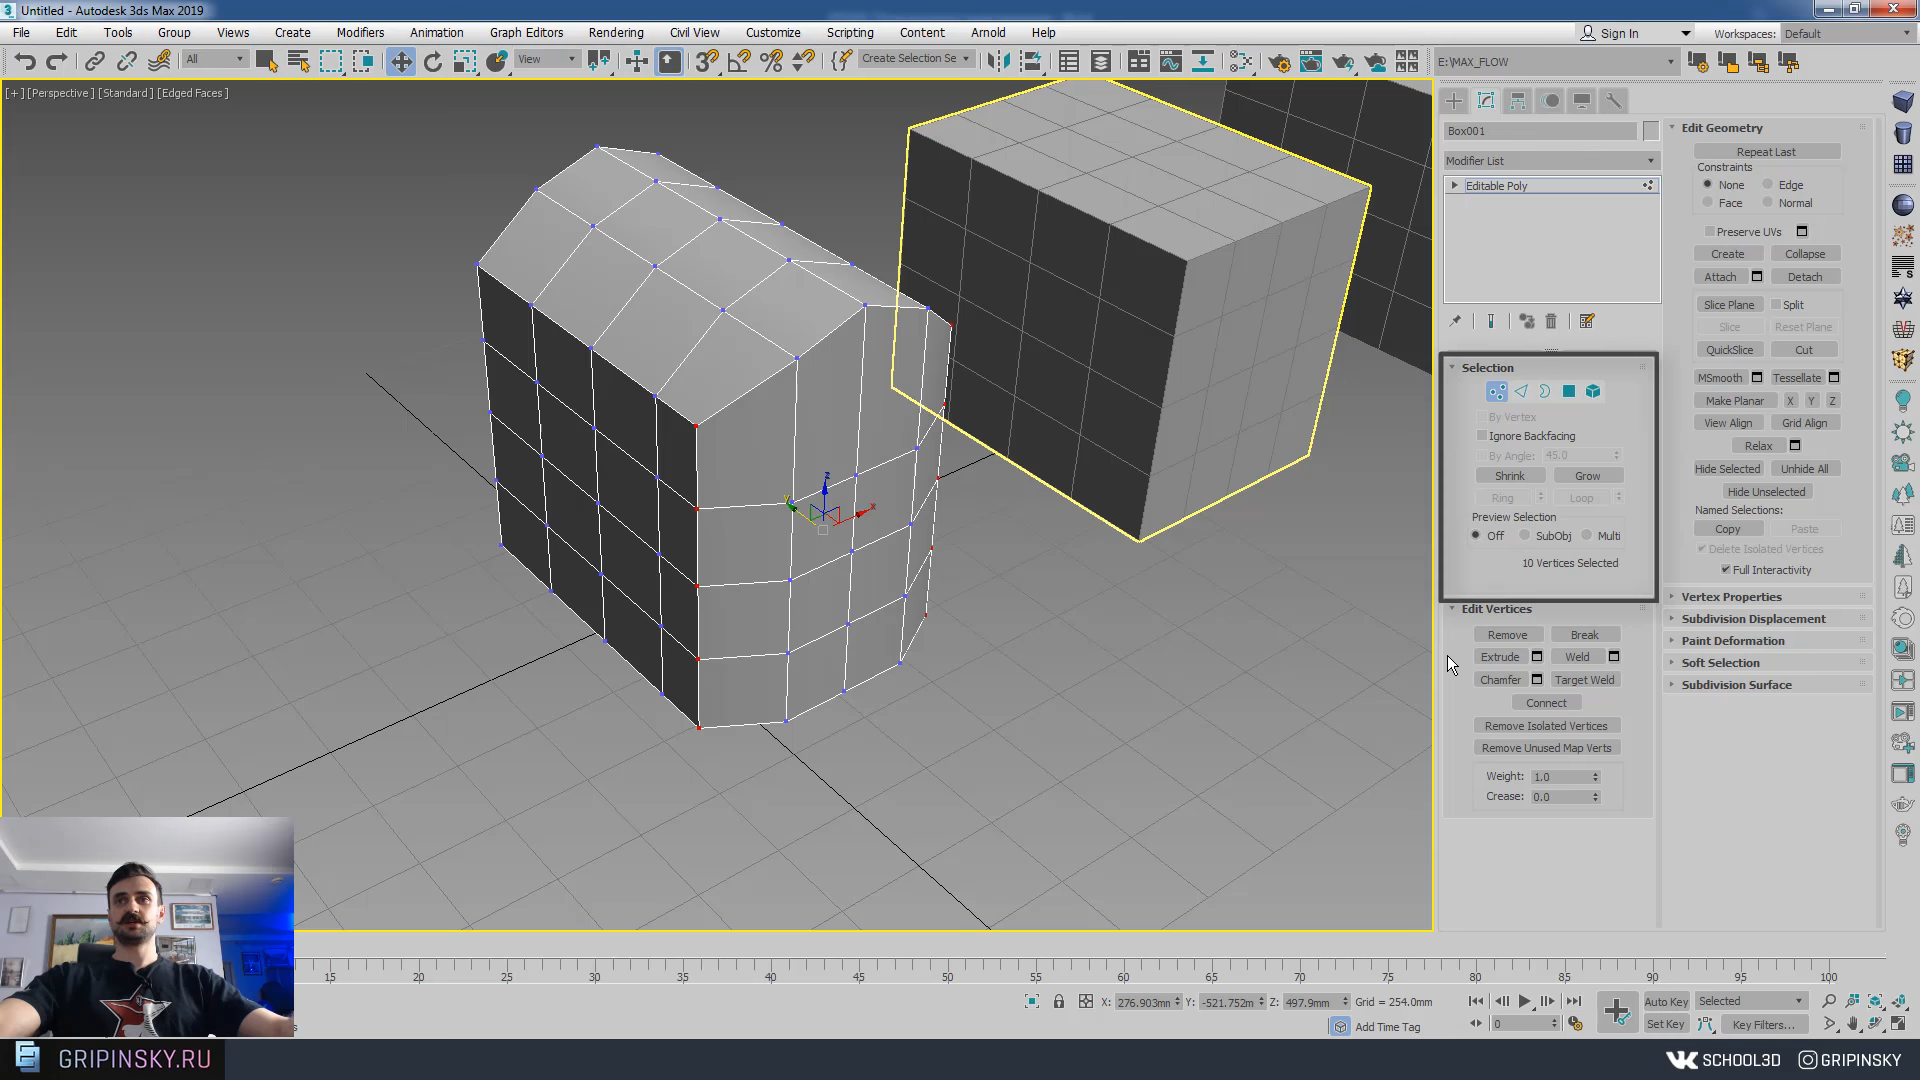 Untitled - Autodesk 3ds Max 2019
File Edit Tools Group Views Create Modifiers Animation Graph Editors Rendering Civil View Customize Scripting Content Arnold Help Sign In Workspaces: Default
All View Create Selection Se E:\MAX_FLOW
[+] [Perspective] [Standard] [Edged Faces]
Box001
Modifier List
Editable Poly
Selection
By Vertex
Ignore Backfacing
By Angle: 45.0
Shrink Grow
Ring Loop
Preview Selection
Off SubObj Multi
10 Vertices Selected
Edit Vertices
Remove Break
Extrude Weld
Chamfer Target Weld
Connect
Remove Isolated Vertices
Remove Unused Map Verts
Weight: 1.0
Crease: 0.0
Edit Geometry
Repeat Last
Constraints
None Edge
Face Normal
Preserve UVs
Create Collapse
Attach Detach
Slice Plane Split
Slice Reset Plane
QuickSlice Cut
MSmooth Tessellate
Make Planar X Y Z
View Align Grid Align
Relax
Hide Selected Unhide All
Hide Unselected
Named Selections:
Copy Paste
Delete Isolated Vertices
Full Interactivity
Vertex Properties
Subdivision Displacement
Paint Deformation
Soft Selection
Subdivision Surface
z
y x
15 20 25 30 35 40 45 50 55 60 65 70 75 80 85 90 95 100
X: 276.903mm Y: -521.752m Z: 497.9mm Grid = 254.0mm Auto Key Selected
Add Time Tag 0 Set Key Key Filters...
GRIPINSKY.RU
SCHOOL3D GRIPINSKY